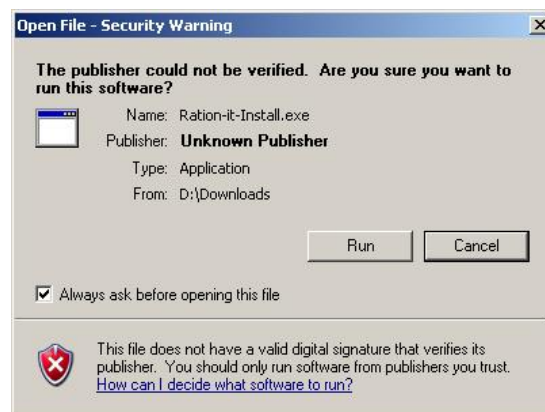 Open File - Security Warning
The publisher could not be verified.  Are you sure you want to
run this software?
Name: Ration-it-Install.exe
Publisher: Unknown Publisher
Type: Application
From: D:\Downloads
Run Cancel
Always ask before opening this file
This file does not have a valid digital signature that verifies its
publisher.  You should only run software from publishers you trust.
How can I decide what software to run?